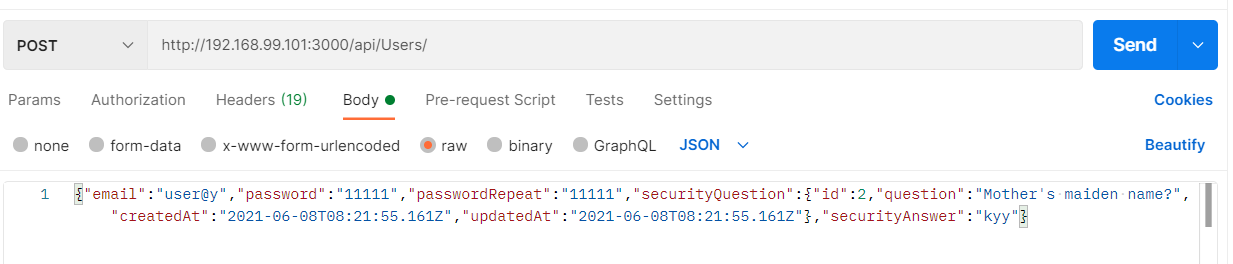 POST http://192.168.99.101:3000/api/Users/ Send
Params Authorization Headers (19) Body Pre-request Script Tests Settings Cookies
none form-data x-www-form-urlencoded raw binary GraphQL JSON Beautify
1 {"email":"user@y","password":"11111","passwordRepeat":"11111","securityQuestion":{"id":2,"question":"Mother's maiden name?",
"createdAt":"2021-06-08T08:21:55.161Z","updatedAt":"2021-06-08T08:21:55.161Z"},"securityAnswer":"kyy"}